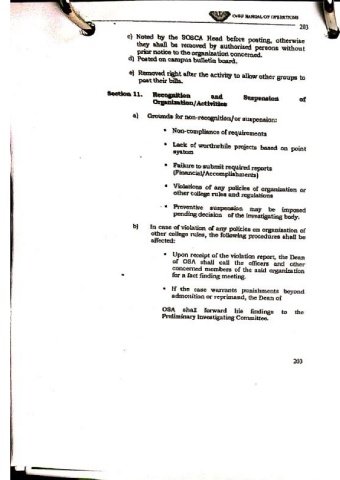 CVSU MANUAL OF OPERATIONS
203
c) Noted by the SOSCA Head before posting, otherwise
they shall be removed by authorised persons without
prior notice to the organization concerned.
d) Posted on campus bulletin board.
e) Removed right after the activity to allow other groups to
post their bills.
Section 11. Recognition and Suspension of
Organization/Activities
a) Grounds for non-recognition/or suspension:
• Non-compliance of requirements
• Lack of worthwhile projects based on point
system
• Failure to submit required reports
(Financial/Accomplishments)
• Violations of any policies of organization or
other college rules and regulations
• Preventive suspension may be imposed
pending decision of the investigating body.
b) In case of violation of any policies on organization of
other college rules, the following procedures shall be
affected:
• Upon receipt of the violation report, the Dean
of OSA shall call the officers and other
concerned members of the said organization
for a fact finding meeting.
• If the case warrants punishments beyond
admonition or reprimand, the Dean of
OSA shall forward his findings to the
Preliminary Investigating Committee.
203